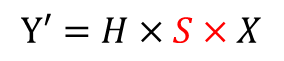 Y′ = H × S × X